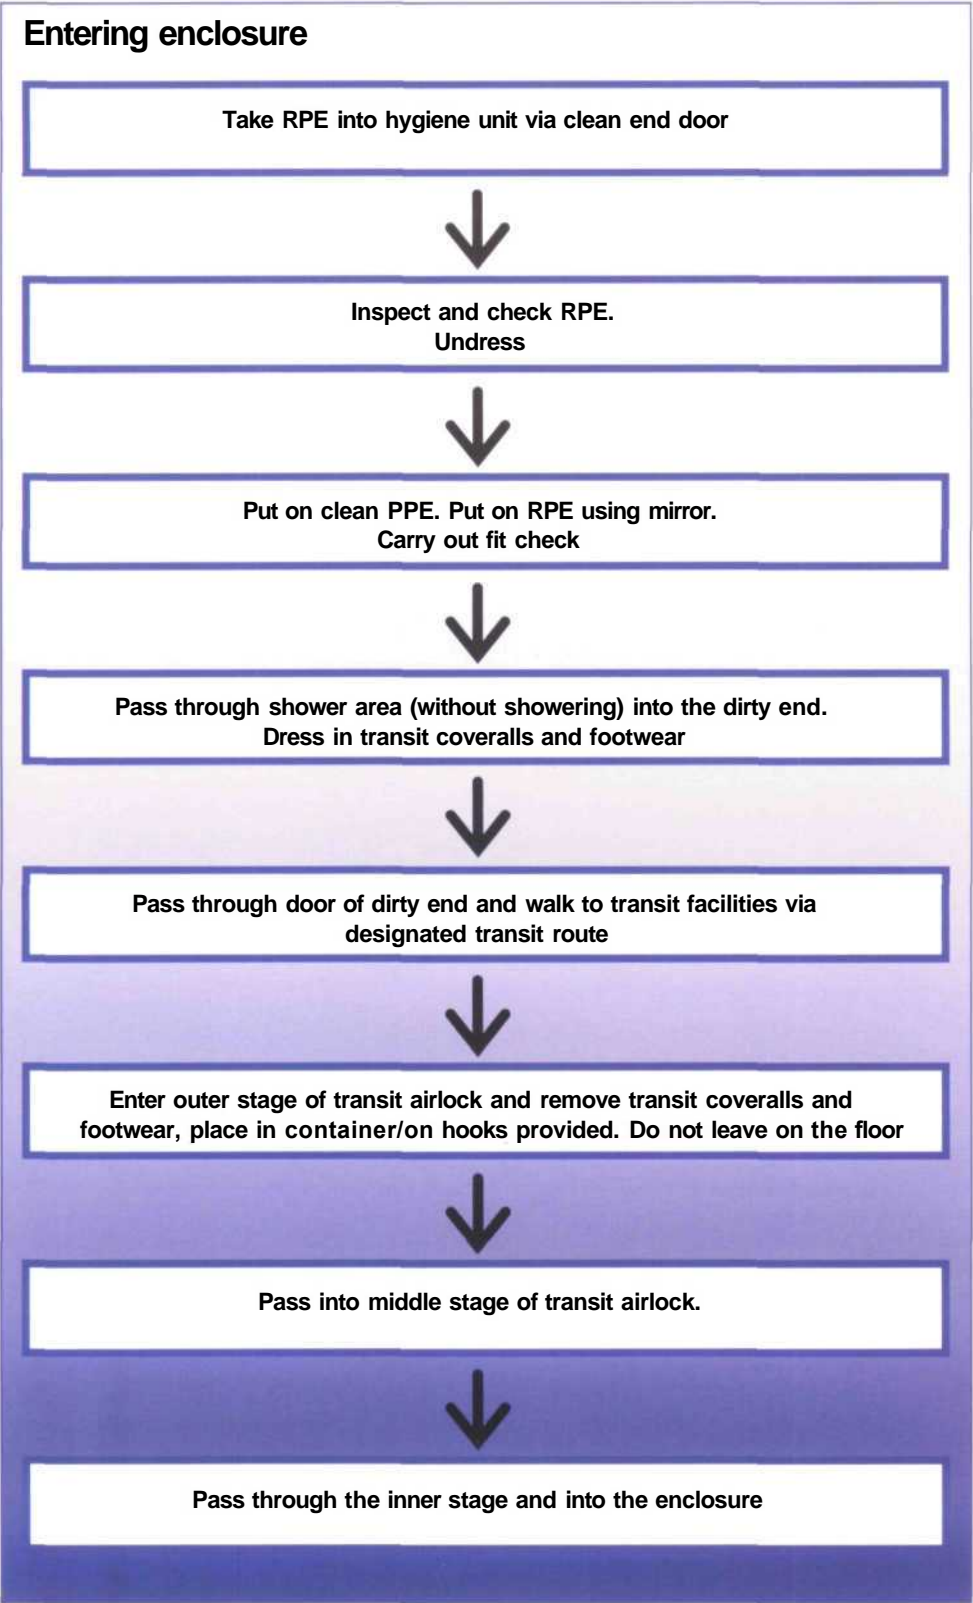 Entering enclosure
Take RPE into hygiene unit via clean end door
Inspect and check RPE.
Undress
Put on clean PPE. Put on RPE using mirror.
Carry out fit check
Pass through shower area (without showering) into the dirty end.
Dress in transit coveralls and footwear
Pass through door of dirty end and walk to transit facilities via
designated transit route
Enter outer stage of transit airlock and remove transit coveralls and
footwear, place in container/on hooks provided. Do not leave on the floor
Pass into middle stage of transit airlock.
Pass through the inner stage and into the enclosure